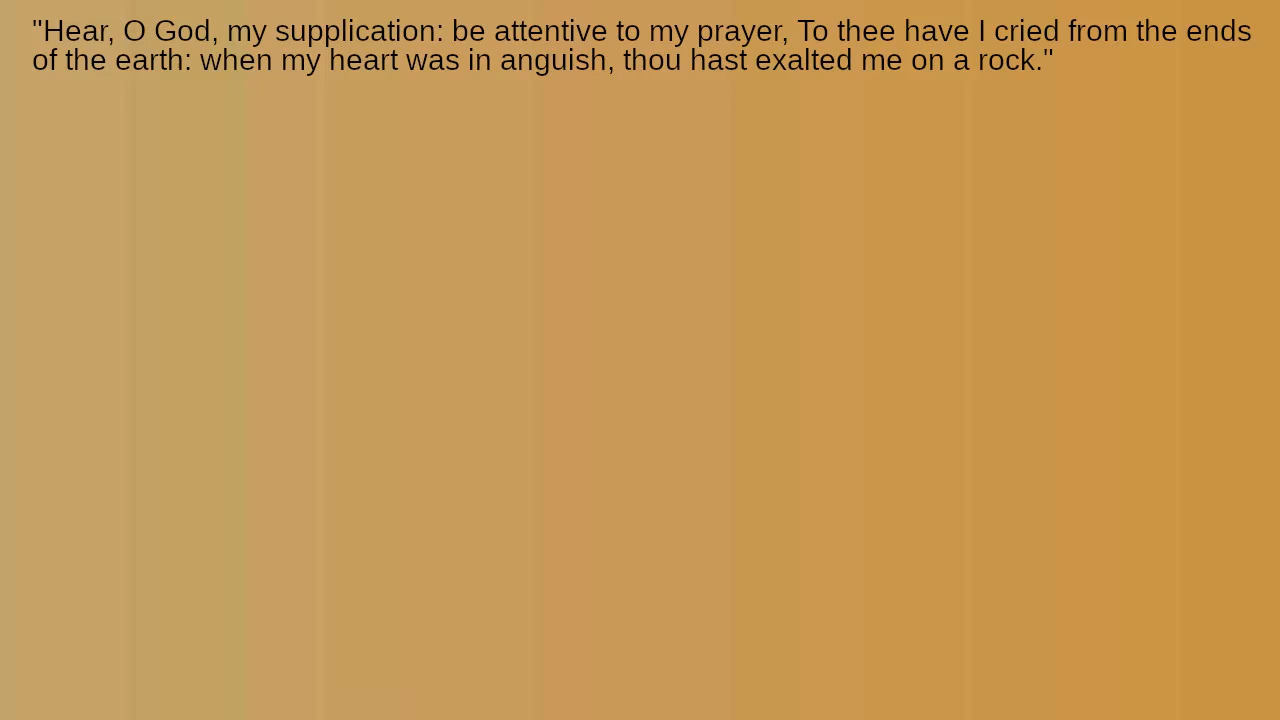 "Hear, O God, my supplication: be attentive to my prayer, To thee have I cried from the ends
of the earth: when my heart was in anguish, thou hast exalted me on a rock."